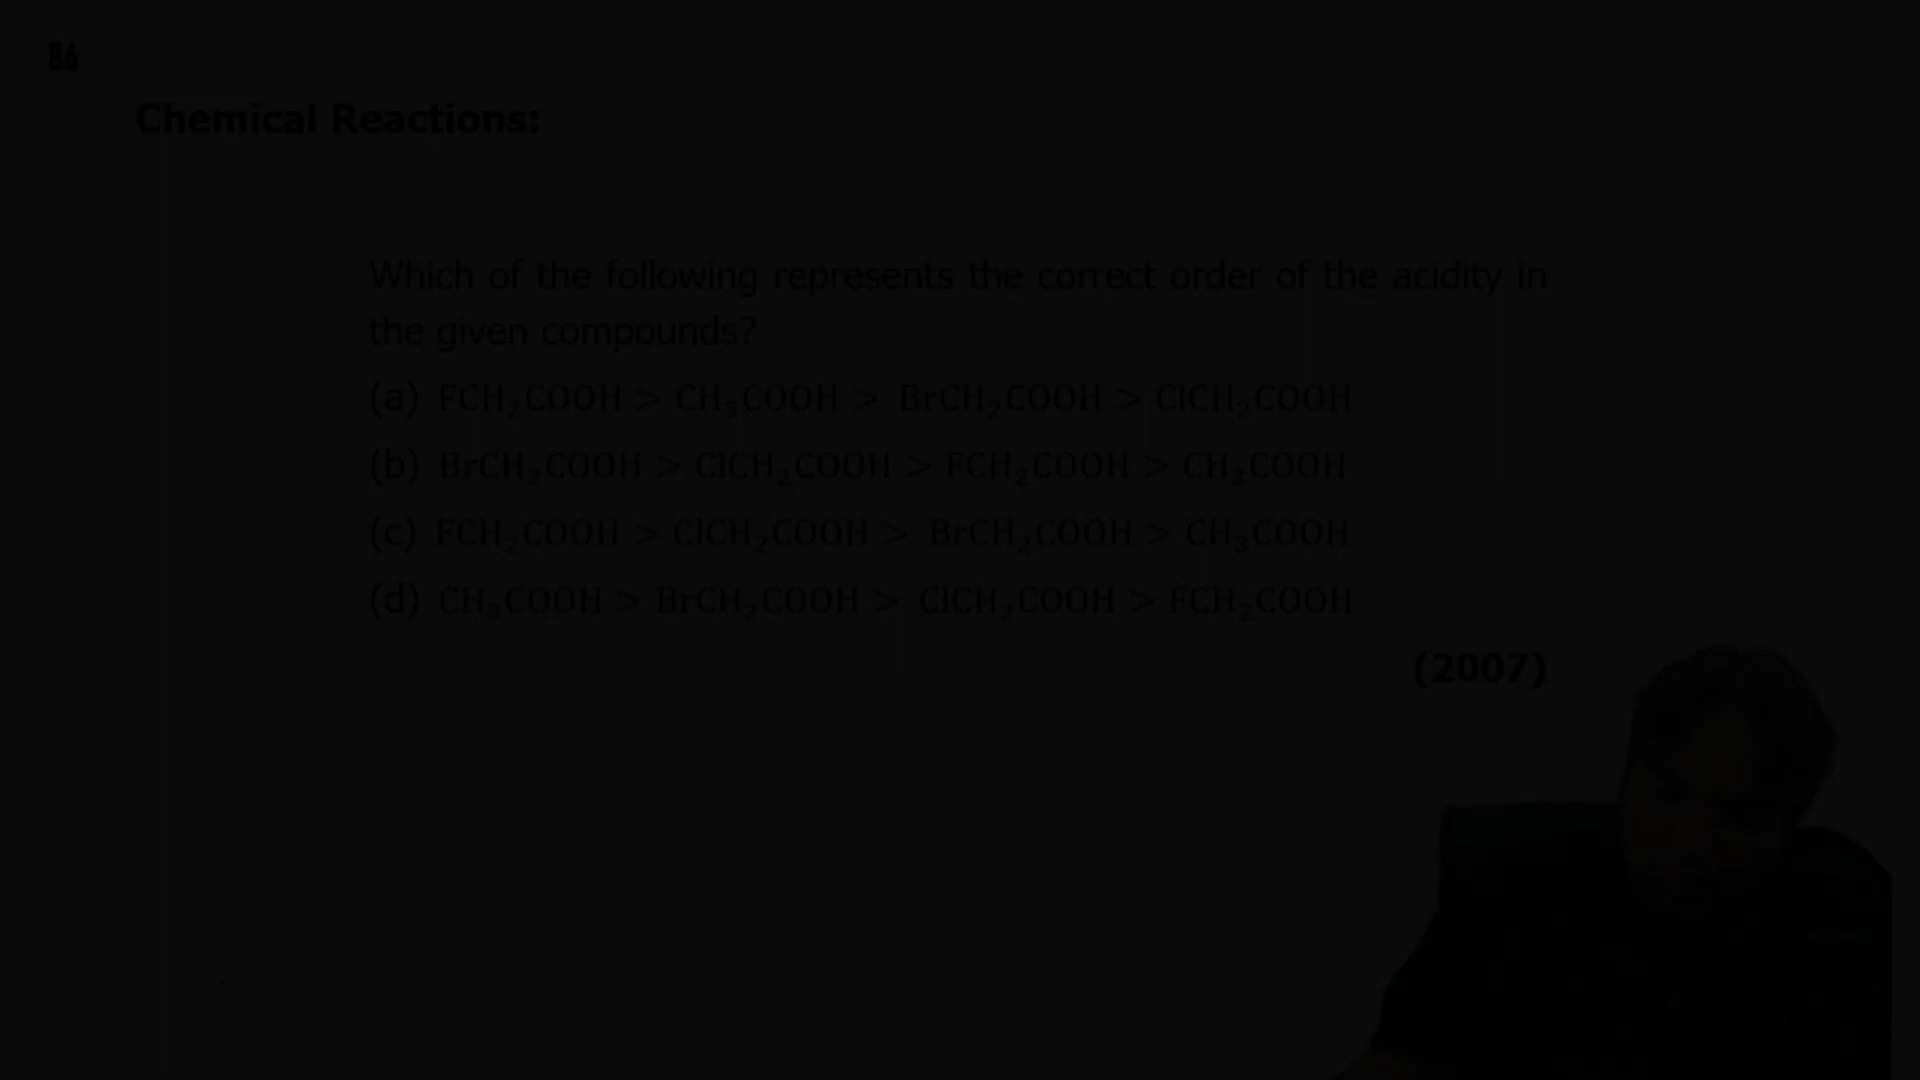 86
Chemical Reactions:
Which of the following represents the correct order of the acidity in
the given compounds?
(a) FCH₂COOH > CH₃COOH > BrCH₂COOH > ClCH₂COOH
(b) BrCH₂COOH > ClCH₂COOH > FCH₂COOH > CH₃COOH
(c) FCH₂COOH > ClCH₂COOH > BrCH₂COOH > CH₃COOH
(d) CH₃COOH > BrCH₂COOH > ClCH₂COOH > FCH₂COOH
(2007)